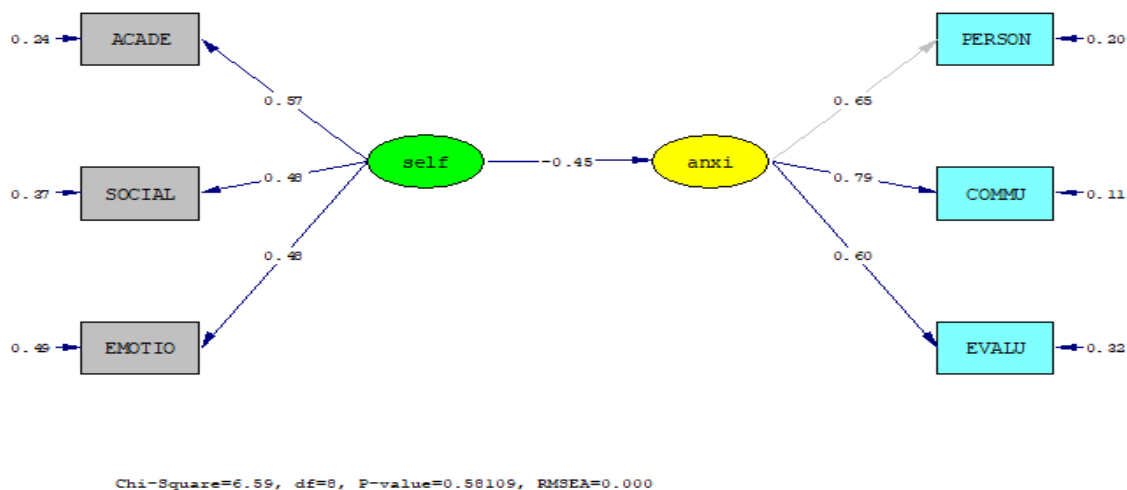 0.24 ACADE PERSON 0.20
0.57 0.65
self -0.45 anxi
0.37 SOCIAL 0.48 0.79 COMMU 0.11
0.48 0.60
0.49 EMOTIO EVALU 0.32
Chi-Square=6.59, df=8, P-value=0.58109, RMSEA=0.000